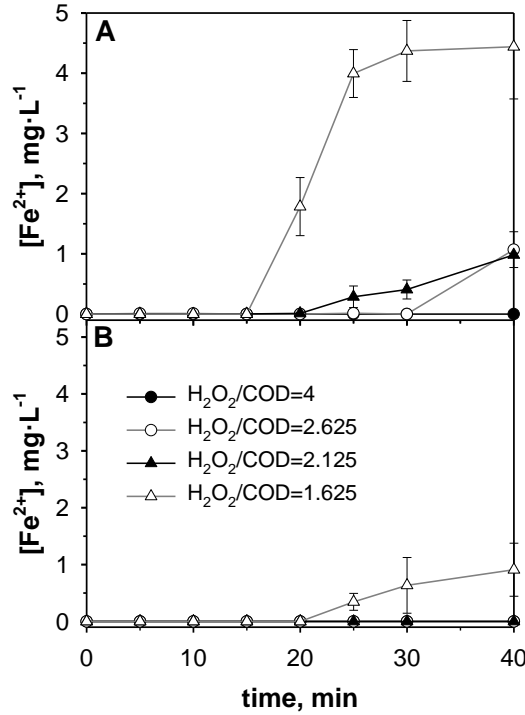 A
5
4
3
2
1
0
[Fe²⁺], mg·L⁻¹
B
5
4
3
2
1
0
[Fe²⁺], mg·L⁻¹
H₂O₂/COD=4
H₂O₂/COD=2.625
H₂O₂/COD=2.125
H₂O₂/COD=1.625
0 10 20 30 40
time, min